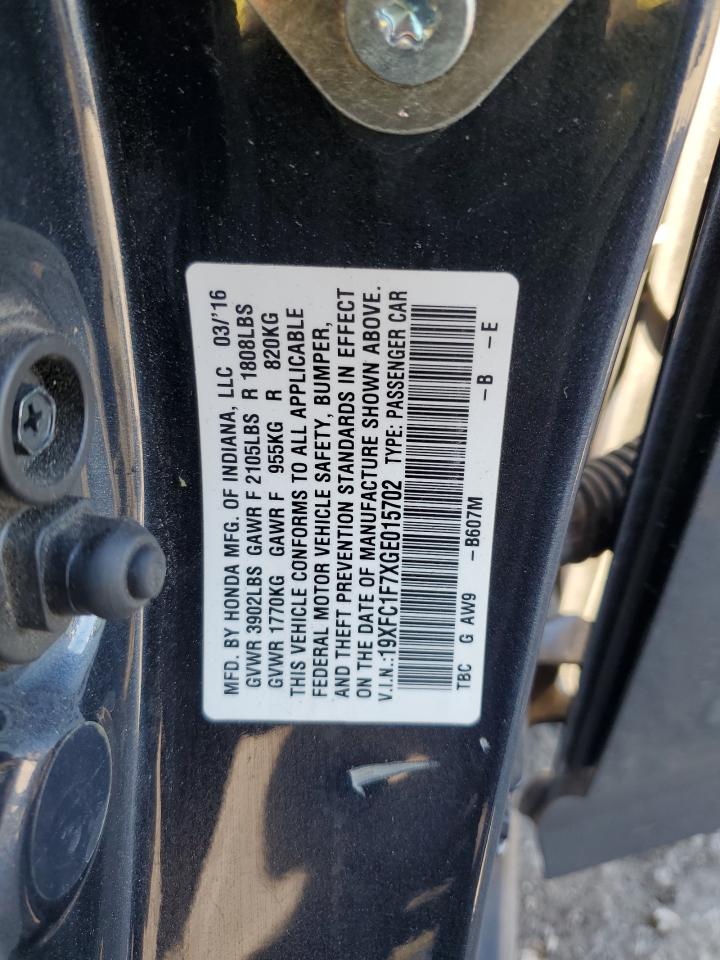 MFD. BY HONDA MFG. OF INDIANA, LLC 03/'16
GVWR 3902LBS GAWR F 2105LBS R 1808LBS
GVWR 1770KG GAWR F 955KG R 820KG
THIS VEHICLE CONFORMS TO ALL APPLICABLE
FEDERAL MOTOR VEHICLE SAFETY, BUMPER,
AND THEFT PREVENTION STANDARDS IN EFFECT
ON THE DATE OF MANUFACTURE SHOWN ABOVE.
V.I.N.:19XFC1F7XGE015702 TYPE: PASSENGER CAR
TBC G AW9 -B607M -B -E